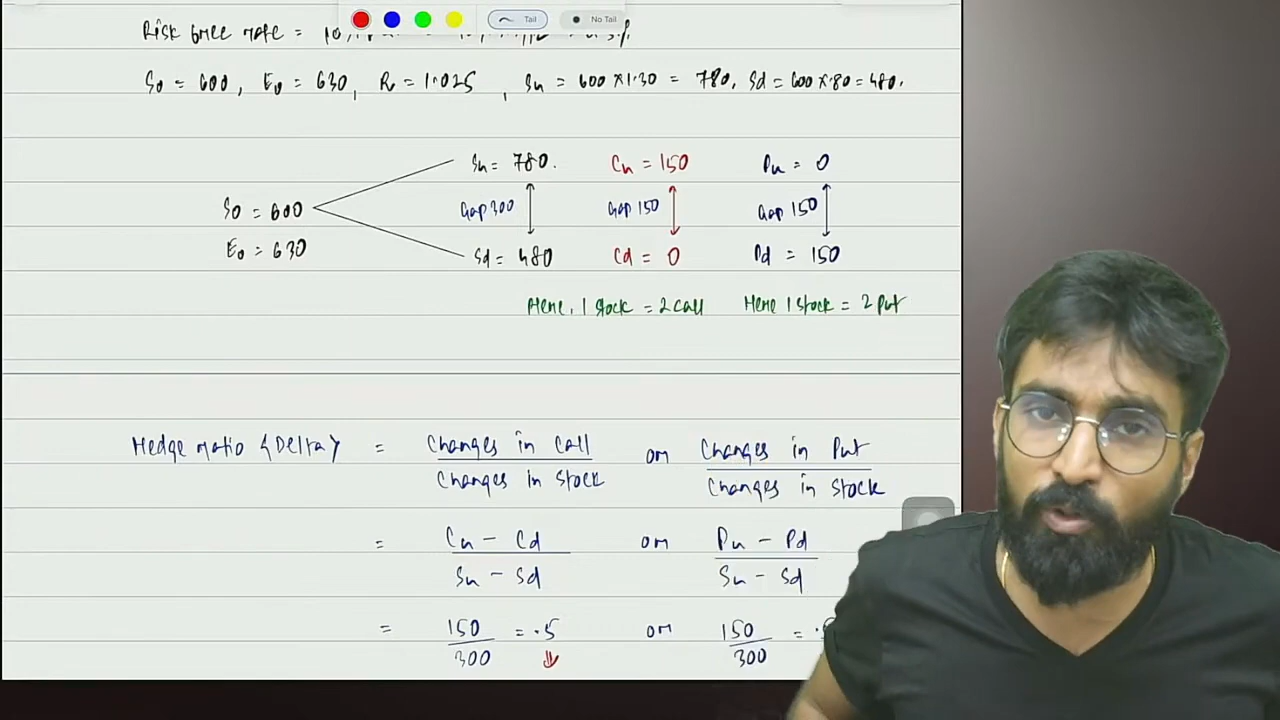 Tail No Tail
Risk free rate =
S0 = 600, E0 = 630, R = 1.025, Su = 600 × 1.30 = 780, Sd = 600 × .80 = 480.
Su = 780. Cu = 150 Pu = 0
S0 = 600 Gap 300 Gap 150 Gap 150
E0 = 630 Sd = 480 Cd = 0 Pd = 150
Here, 1 stock = 2 call Here 1 stock = 2 Put
Hedge ratio {Delta} = Changes in Call or Changes in Put
Changes in Stock Changes in Stock
= Cu - Cd or Pu - Pd
Su - Sd Su - Sd
= 150 = .5 or 150 =
300 300